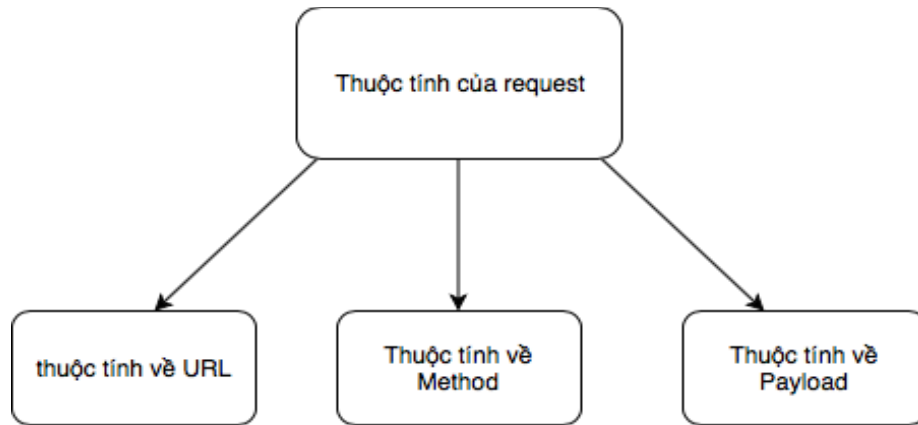 Thuộc tính của request
thuộc tính về URL
Thuộc tính về
Method
Thuộc tính về
Payload